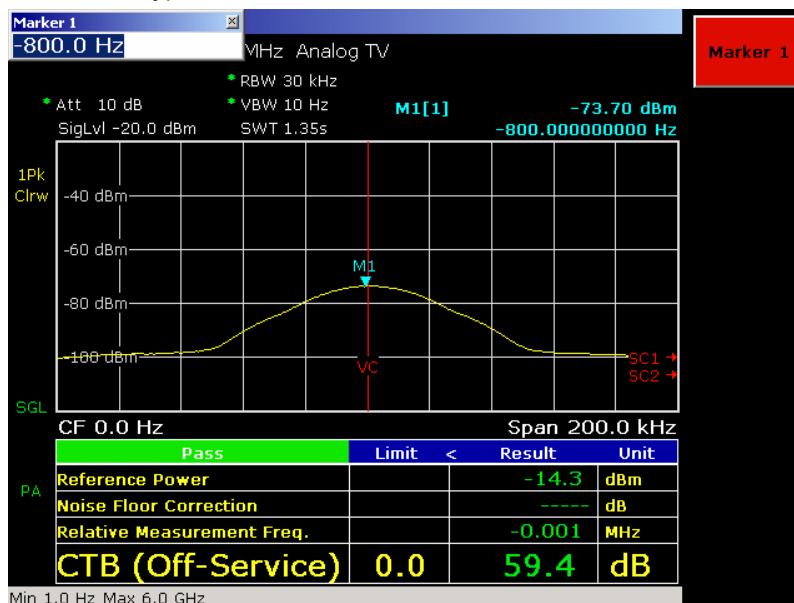 Marker 1
-800.0 Hz
MHz Analog TV
Marker 1
* RBW 30 kHz
* Att 10 dB * VBW 10 Hz M1[1] -73.70 dBm
SigLvl -20.0 dBm SWT 1.35s -800.000000000 Hz
1Pk
Clrw
-40 dBm
-60 dBm
M1
-80 dBm
-100 dBm
VC
SC1
SC2
SGL
CF 0.0 Hz Span 200.0 kHz
Pass Limit < Result Unit
Reference Power -14.3 dBm
PA
Noise Floor Correction ----- dB
Relative Measurement Freq. -0.001 MHz
CTB (Off-Service) 0.0 59.4 dB
Min 1.0 Hz Max 6.0 GHz